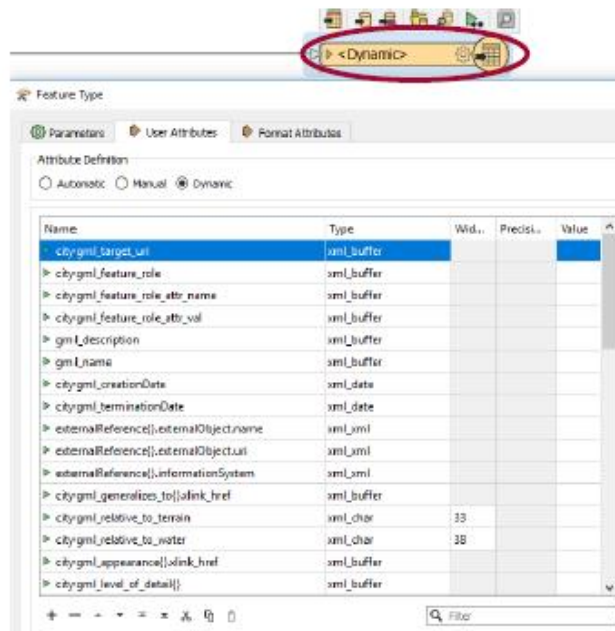 <Dynamic>
Feature Type
Parameters User Attributes Format Attributes
Attribute Definition
Automatic Manual Dynamic
Name Type Wid... Precisi... Value
citygml_target_uri xml_buffer
citygml_feature_role xml_buffer
citygml_feature_role_attr_name xml_buffer
citygml_feature_role_attr_val xml_buffer
gml_description xml_buffer
gml_name xml_buffer
citygml_creationDate xml_date
citygml_terminationDate xml_date
externalReference{}.externalObject.name xml_xml
externalReference{}.externalObject.uri xml_xml
externalReference{}.informationSystem xml_xml
citygml_generalizes_to{}.xlink_href xml_buffer
citygml_relative_to_terrain xml_char 33
citygml_relative_to_water xml_char 38
citygml_appearance{}.xlink_href xml_buffer
citygml_level_of_detail{} xml_buffer
Filter